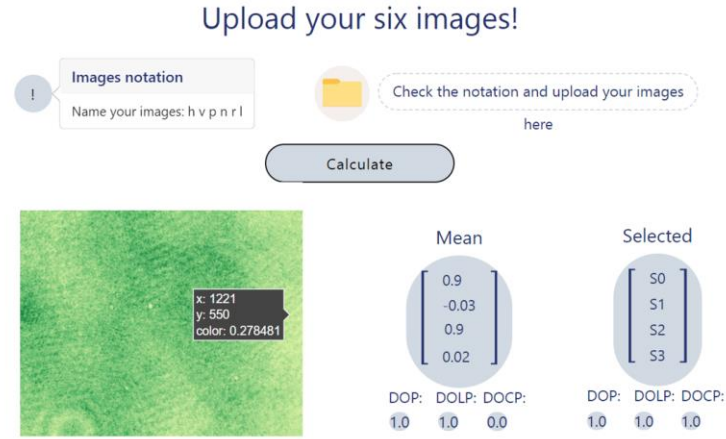 Upload your six images!
Images notation
!
Name your images: h v p n r l
Check the notation and upload your images
here
Calculate
x: 1221
y: 550
color: 0.278481
Mean
0.9
-0.03
0.9
0.02
DOP: DOLP: DOCP:
1.0 1.0 0.0
Selected
S0
S1
S2
S3
DOP: DOLP: DOCP:
1.0 1.0 1.0